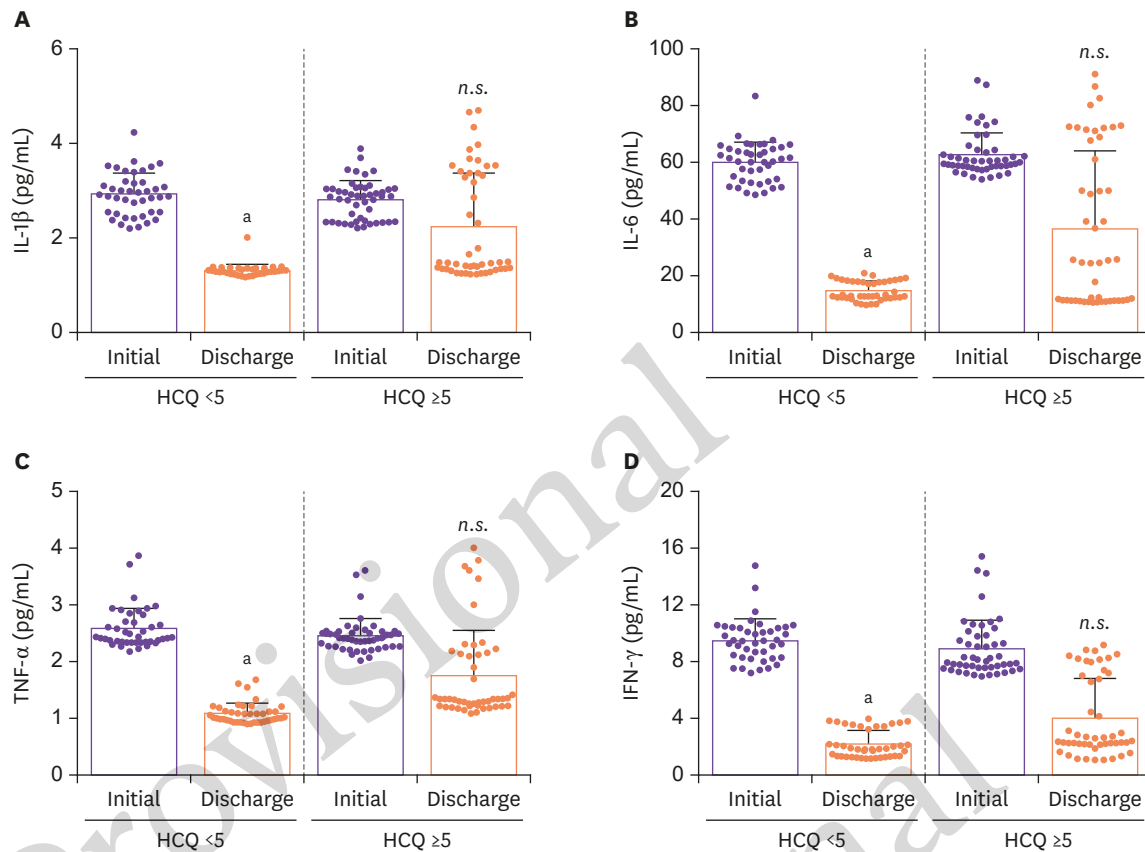 A
IL-1β (pg/mL)
6
4
2
0
a
n.s.
Initial Discharge Initial Discharge
HCQ <5 HCQ ≥5
B
IL-6 (pg/mL)
100
80
60
40
20
0
a
n.s.
Initial Discharge Initial Discharge
HCQ <5 HCQ ≥5
C
TNF-α (pg/mL)
5
4
3
2
1
0
a
n.s.
Initial Discharge Initial Discharge
HCQ <5 HCQ ≥5
D
IFN-γ (pg/mL)
20
16
12
8
4
0
a
n.s.
Initial Discharge Initial Discharge
HCQ <5 HCQ ≥5
Provisional
nal